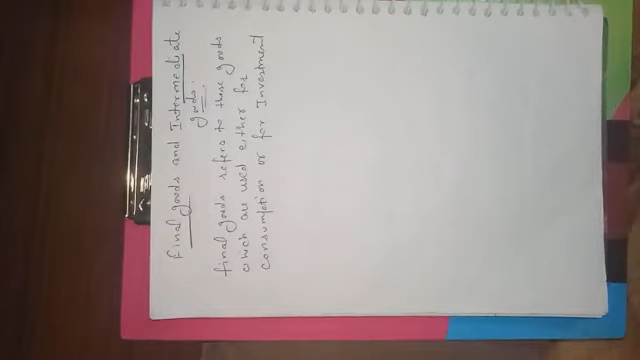 Final goods and Intermediate
goods:
final goods refers to those goods
which are used either for
consumption or for Investment